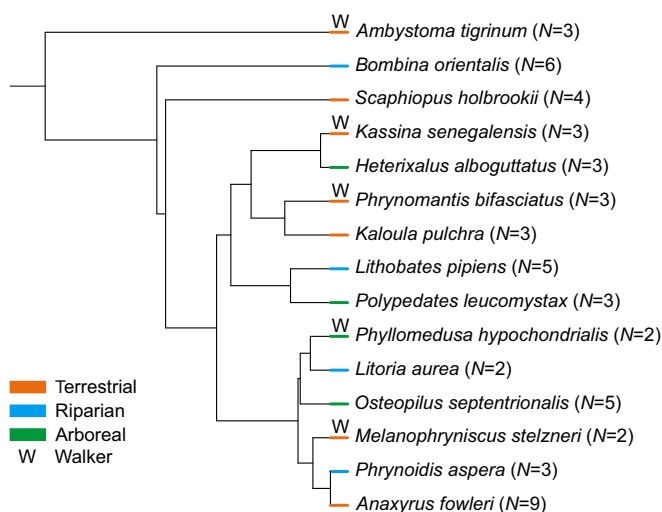 W
Ambystoma tigrinum (N=3)
Bombina orientalis (N=6)
Scaphiopus holbrookii (N=4)
W
Kassina senegalensis (N=3)
Heterixalus alboguttatus (N=3)
W
Phrynomantis bifasciatus (N=3)
Kaloula pulchra (N=3)
Lithobates pipiens (N=5)
Polypedates leucomystax (N=3)
W
Phyllomedusa hypochondrialis (N=2)
Litoria aurea (N=2)
Osteopilus septentrionalis (N=5)
W
Melanophryniscus stelzneri (N=2)
Phrynoidis aspera (N=3)
Anaxyrus fowleri (N=9)
Terrestrial
Riparian
Arboreal
W Walker